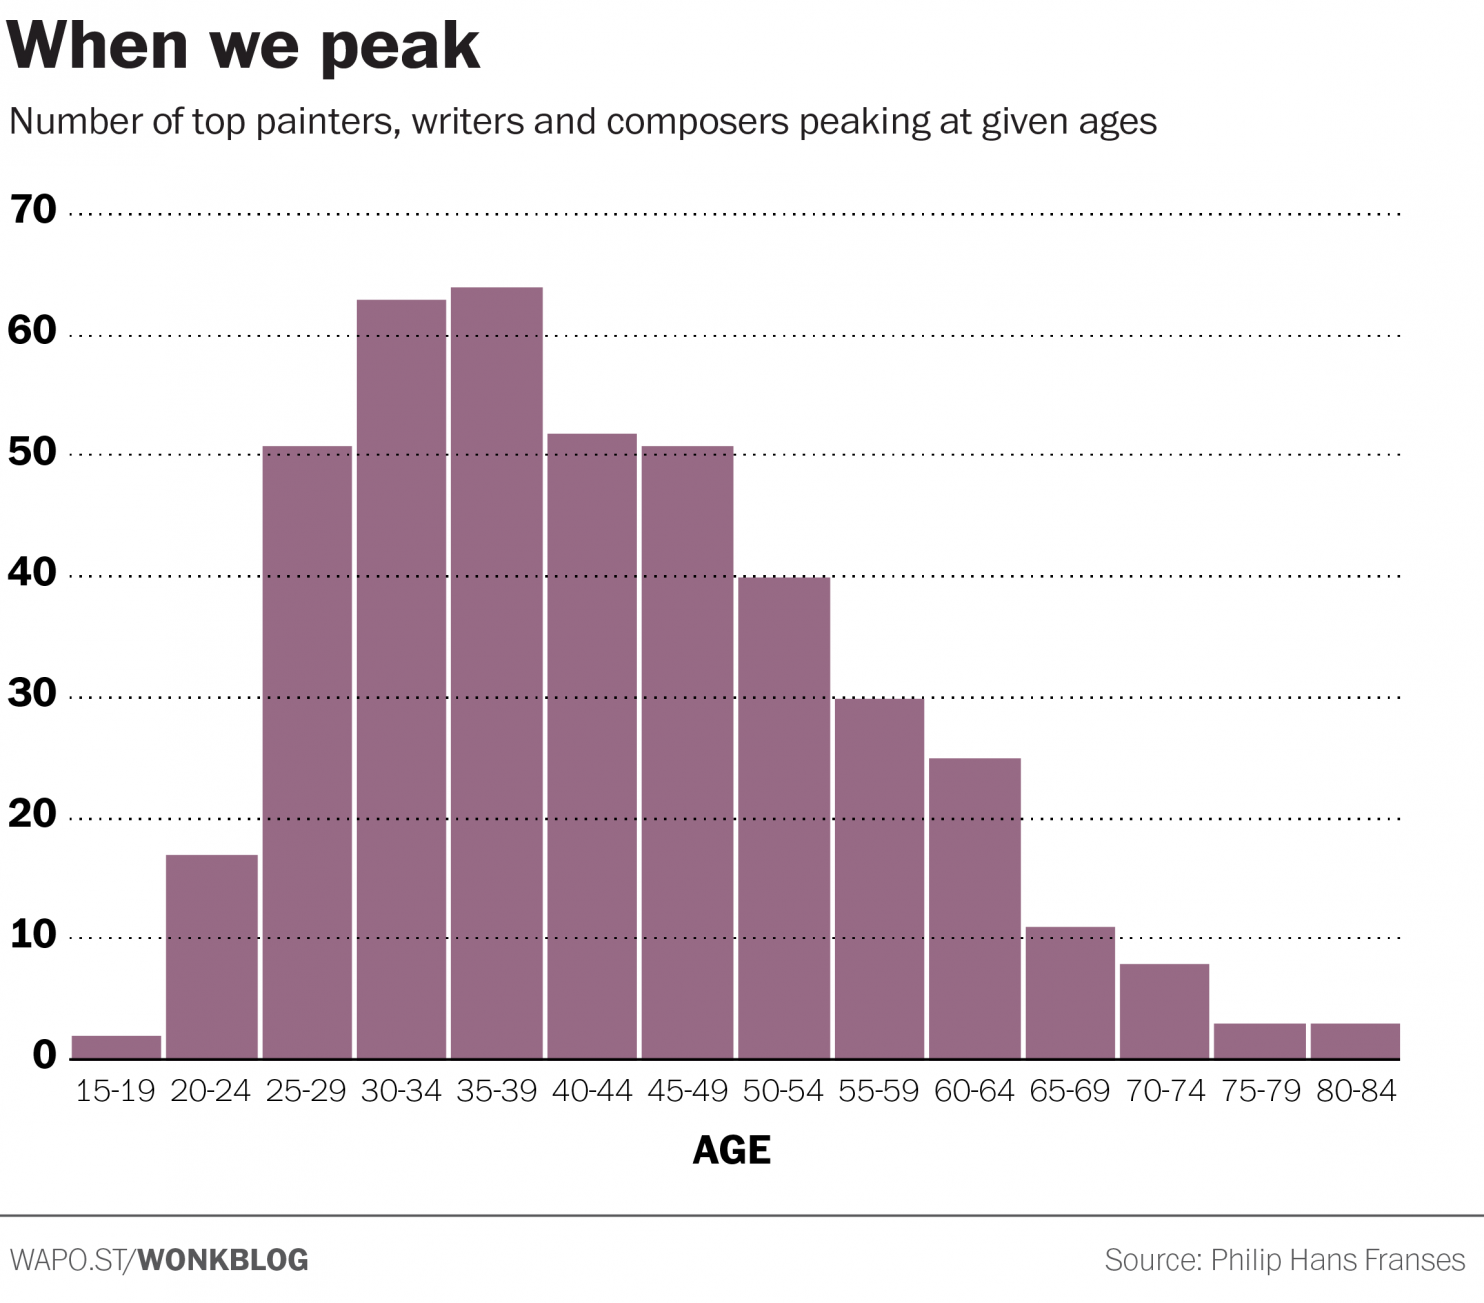 When we peak
Number of top painters, writers and composers peaking at given ages
70
60
50
40
30
20
10
0
15-19 20-24 25-29 30-34 35-39 40-44 45-49 50-54 55-59 60-64 65-69 70-74 75-79 80-84
AGE
WAPO.ST/WONKBLOG Source: Philip Hans Franses